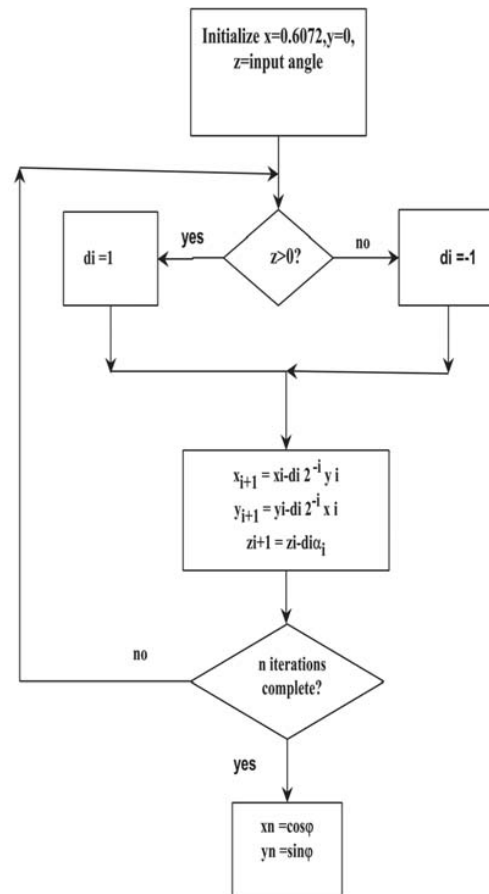 Initialize x=0.6072,y=0,
z=input angle
yes
z>0?
no
di =1
di =-1
xi+1 = xi-di 2-i y i
yi+1 = yi-di 2-i x i
zi+1 = zi-diαi
no
n iterations
complete?
yes
xn =cosφ
yn =sinφ